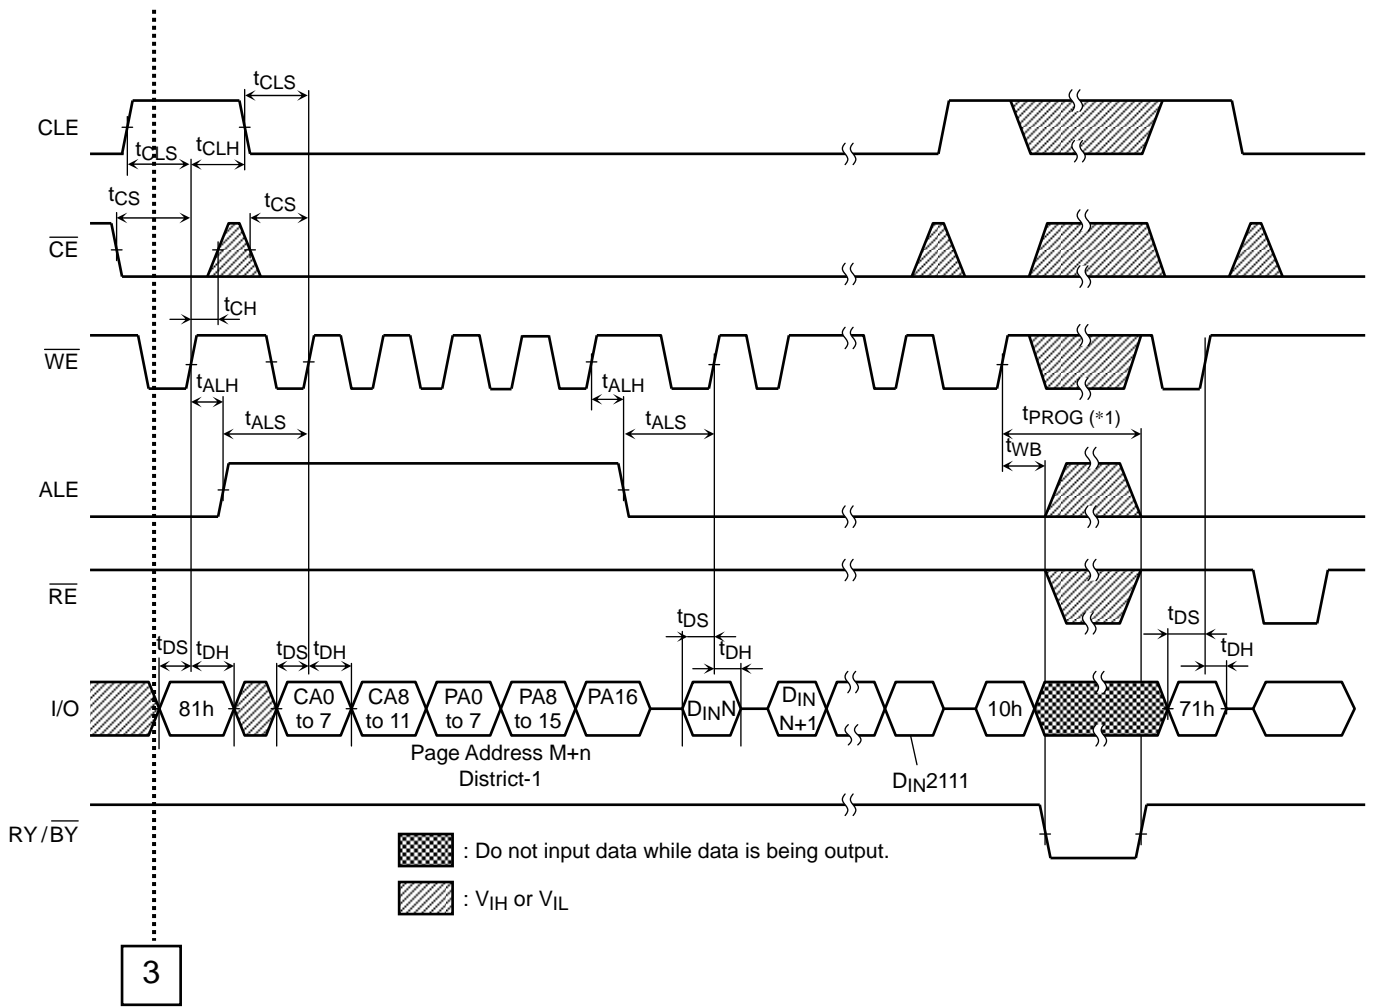 tCLS
CLE
tCLS tCLH
tCS tCS
CE
tCH
WE
tALH tALH
tALS tALS
tPROG (*1)
tWB
ALE
RE
tDS tDH tDS tDH tDS tDH tDS tDH
I/O
81h
CA0 to 7
CA8 to 11
PA0 to 7
PA8 to 15
PA16
DINN
DIN N+1
10h
71h
Page Address M+n
District-1
DIN2111
RY/BY
: Do not input data while data is being output.
: VIH or VIL
3